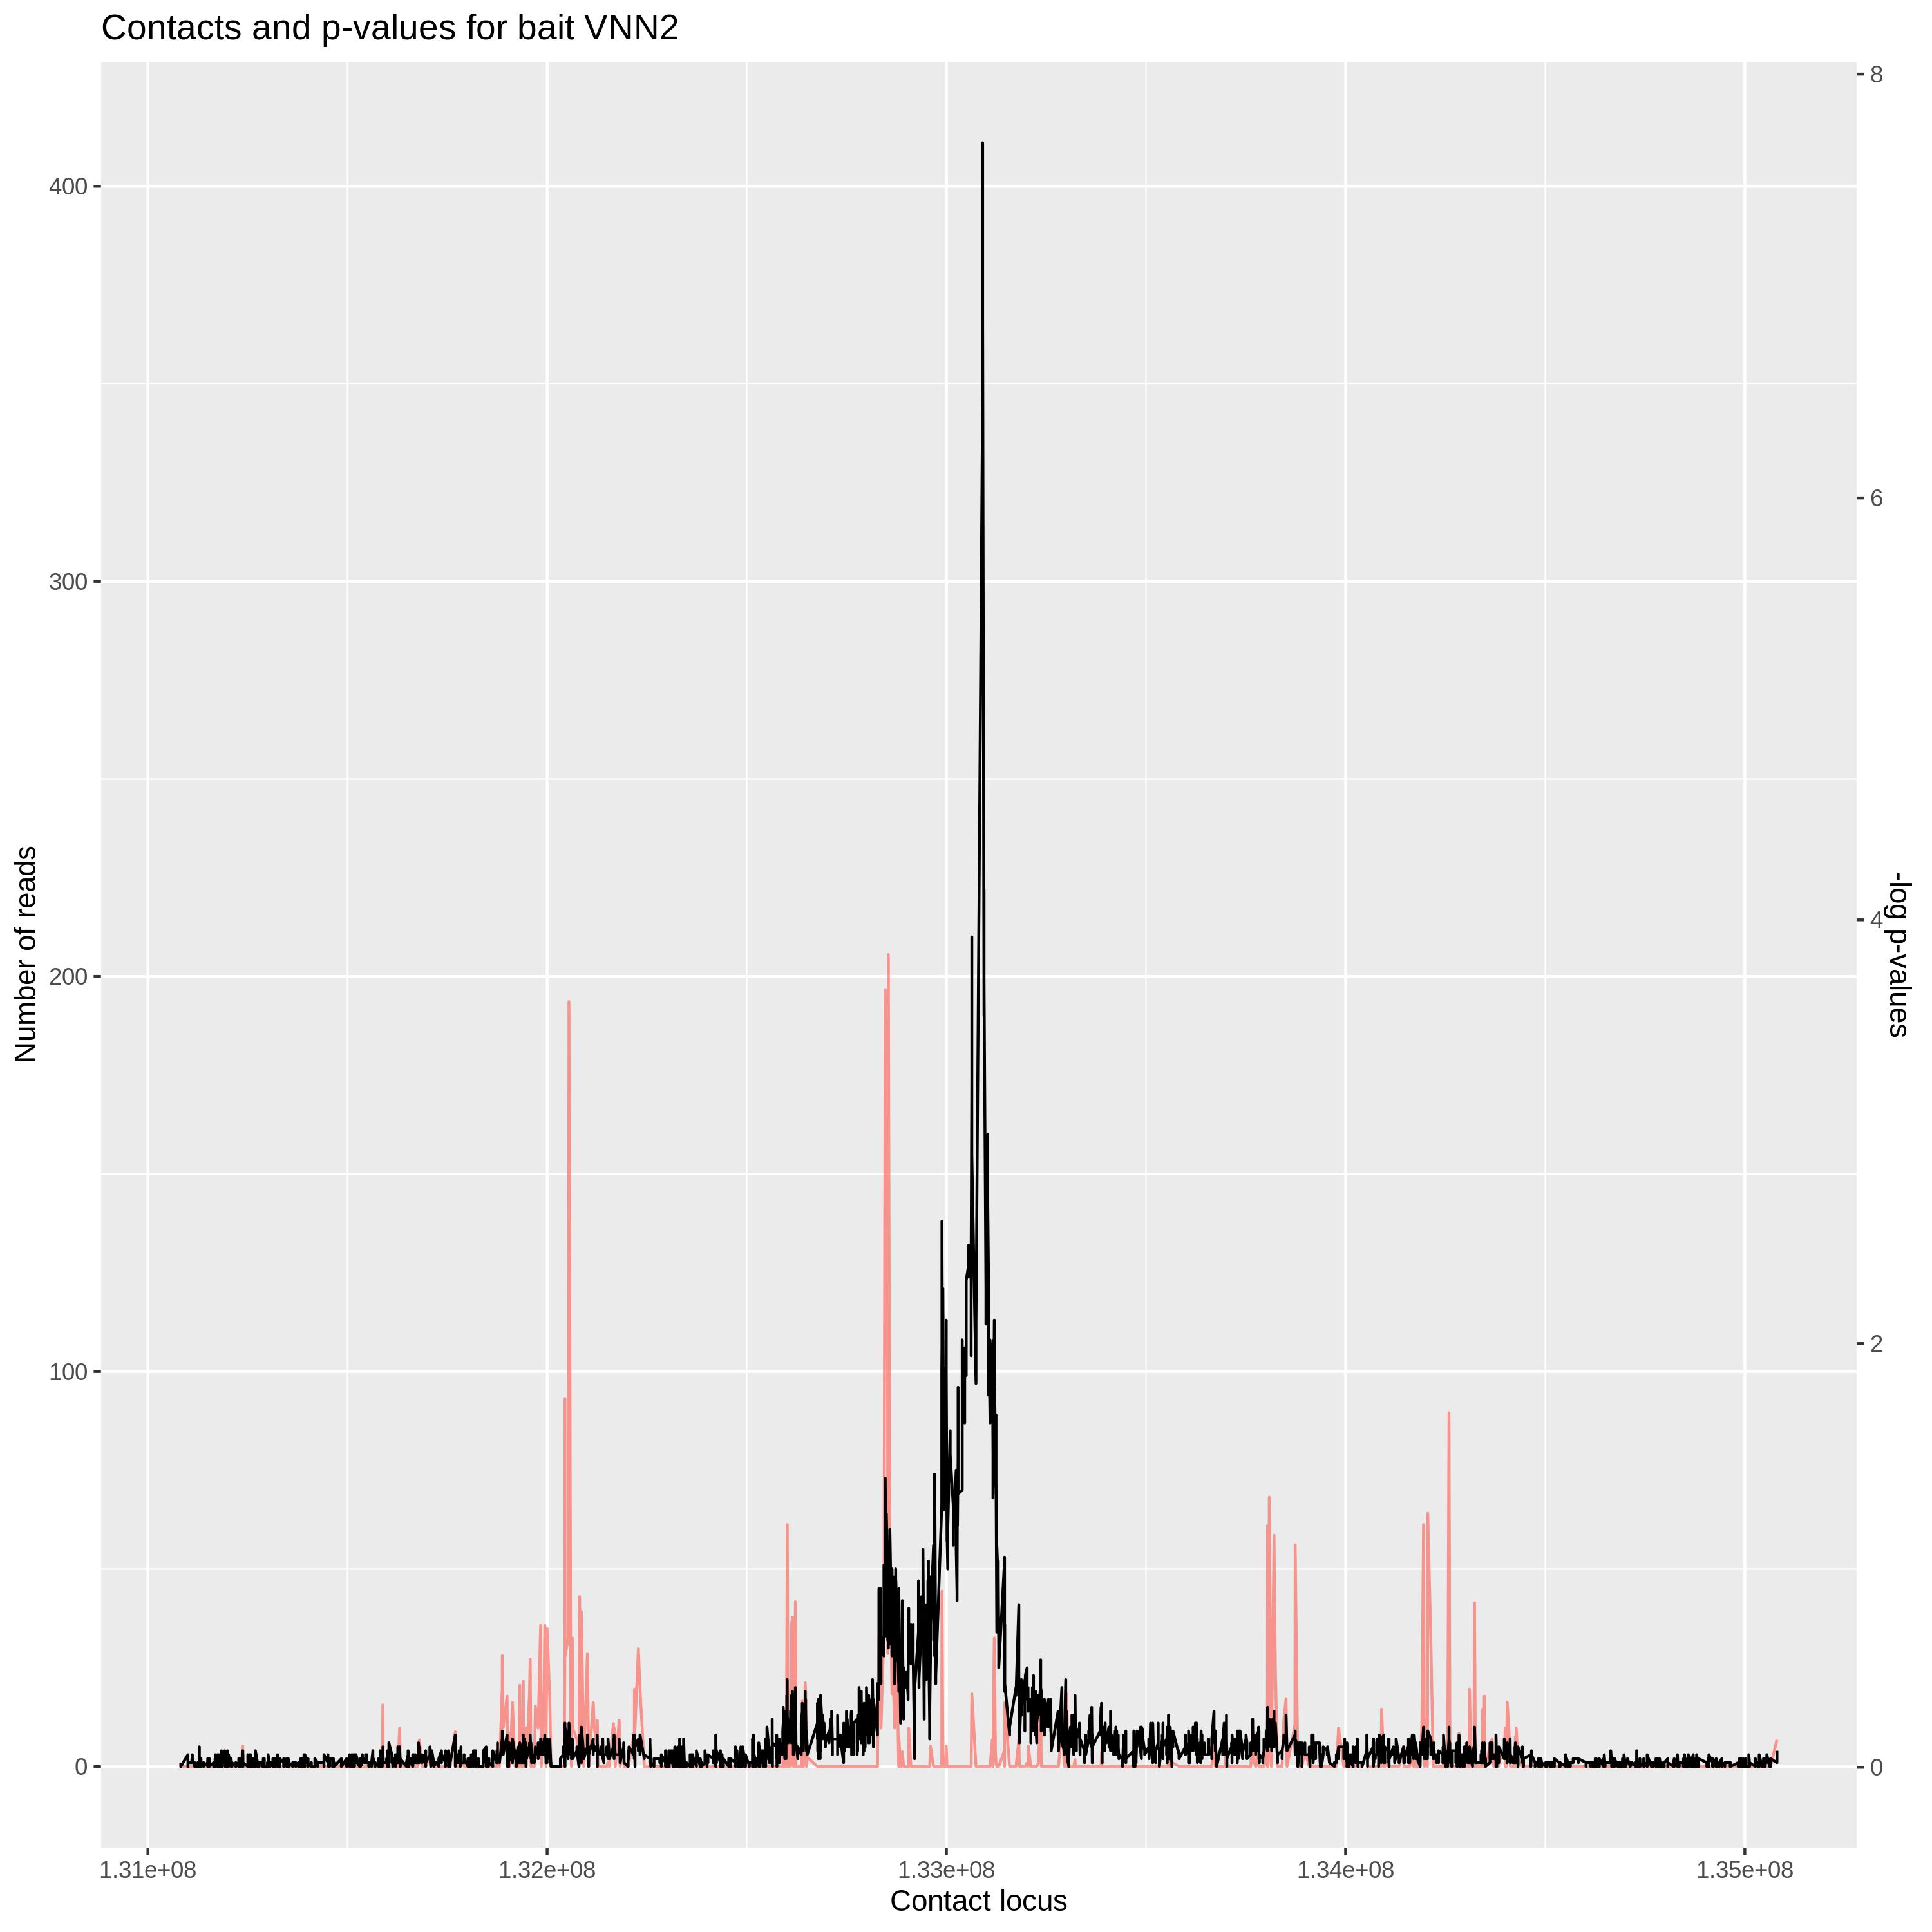 Contacts and p-values for bait VNN2
8
400
6
300
Number of reads
-log p-values
4
200
2
100
0
0
1.31e+08 1.32e+08 1.33e+08 1.34e+08 1.35e+08
Contact locus